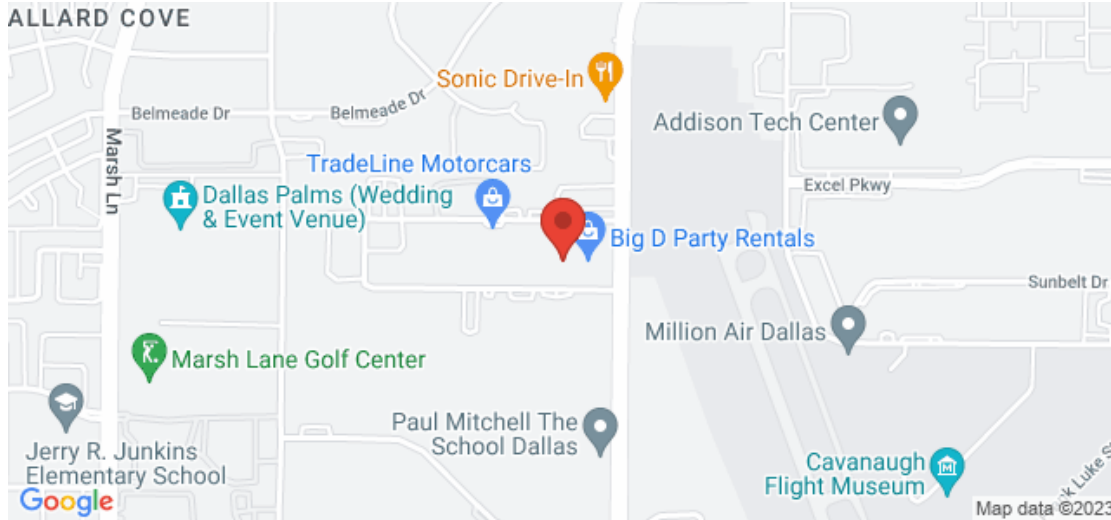 ALLARD COVE
Sonic Drive-In
Belmeade Dr
Belmeade Dr
Addison Tech Center
Marsh Ln
TradeLine Motorcars
Dallas Palms (Wedding
& Event Venue)
Excel Pkwy
Big D Party Rentals
Sunbelt Dr
Million Air Dallas
Marsh Lane Golf Center
Paul Mitchell The
School Dallas
Jerry R. Junkins
Elementary School
Cavanaugh
Flight Museum
Luke S
Google
Map data ©2023